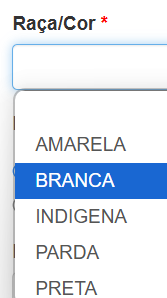 Raça/Cor *
AMARELA
BRANCA
INDIGENA
PARDA
PRETA